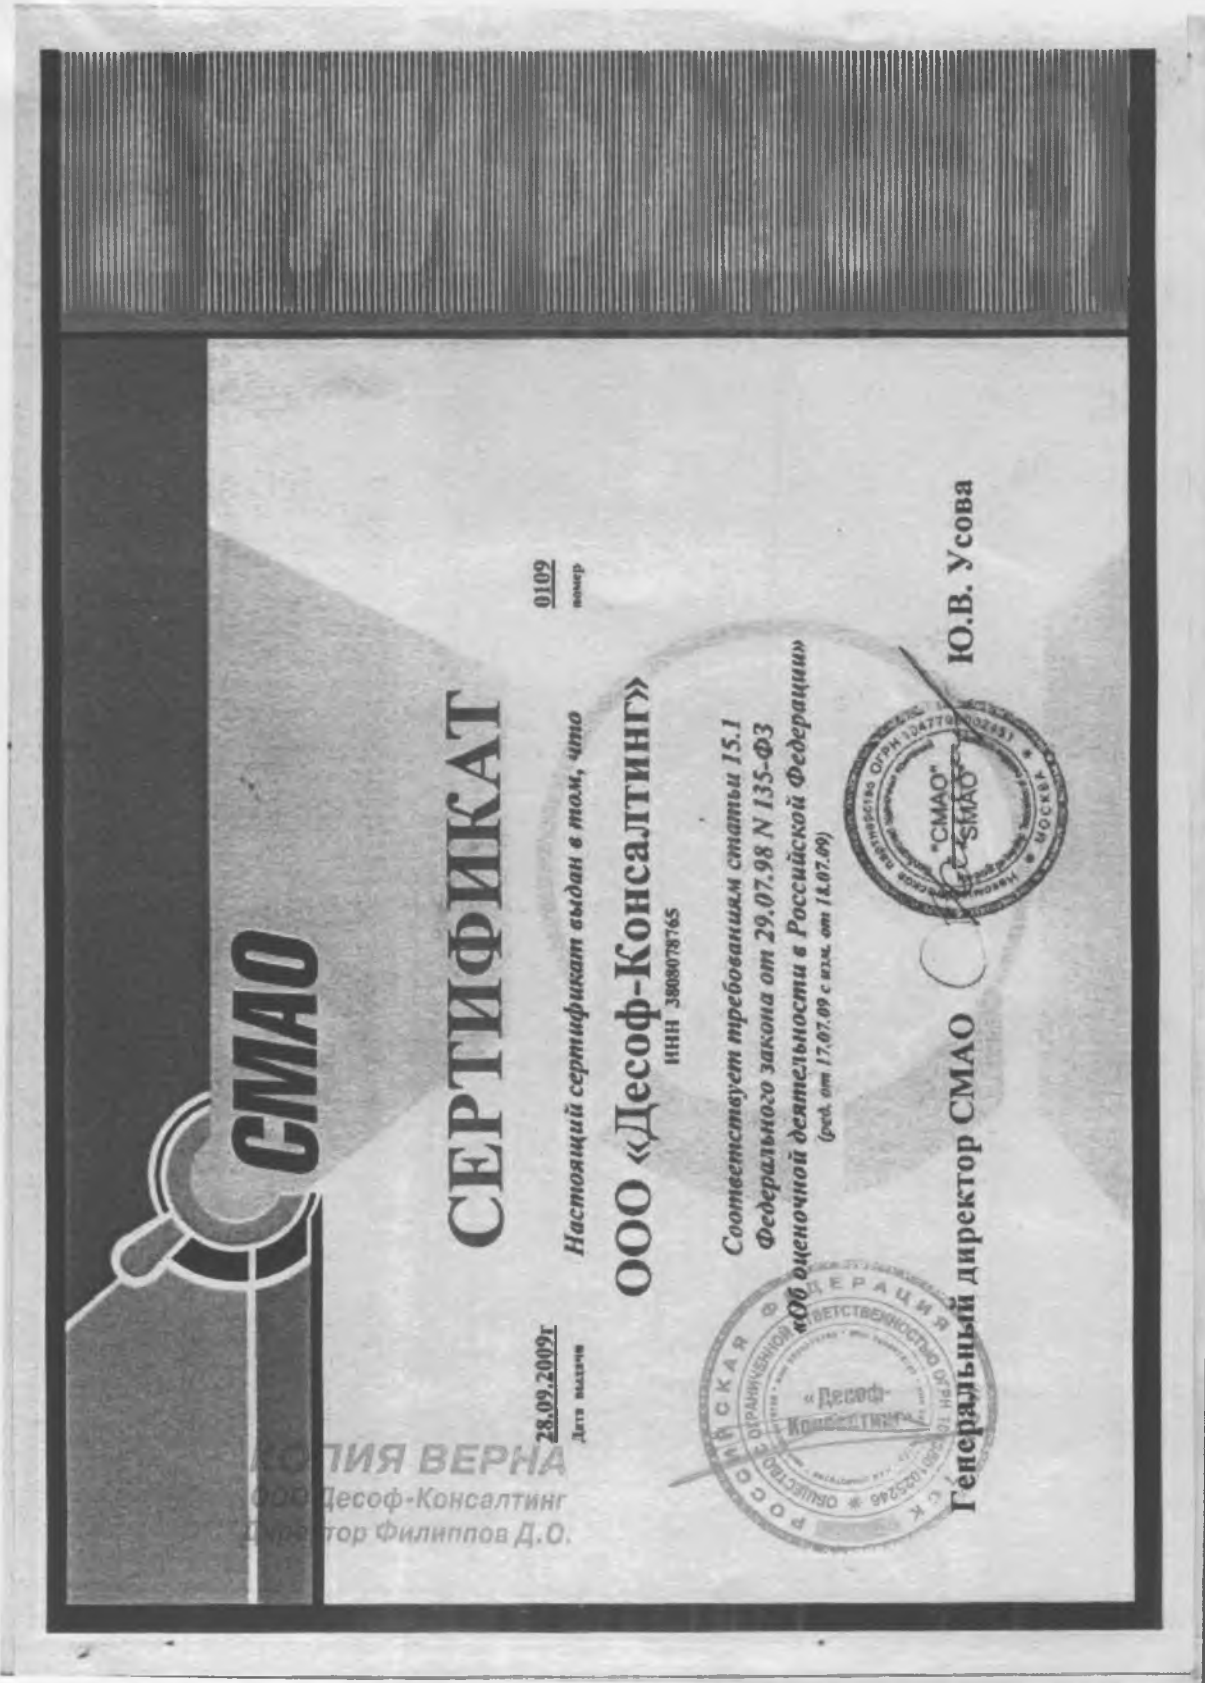 СМАО
СЕРТИФИКАТ
28.09.2009г
Дата выдачи
0109
номер
Настоящий сертификат выдан в том, что
ООО «Десоф-Консалтинг»
ИНН 3808078765
Соответствует требованиям статьи 15.1
Федерального закона от 29.07.98 N 135-ФЗ
«Об оценочной деятельности в Российской Федерации»
(ред. от 17.07.09 с изм. от 18.07.09)
Генеральный директор СМАО
Ю.В. Усова
"СМАО"
"SMAO"
МОСКВА
РОССИЙСКАЯ ФЕДЕРАЦИЯ
«Десоф-
Консалтинг»
КОПИЯ ВЕРНА
ООО Десоф-Консалтинг
Директор Филиппов Д.О.